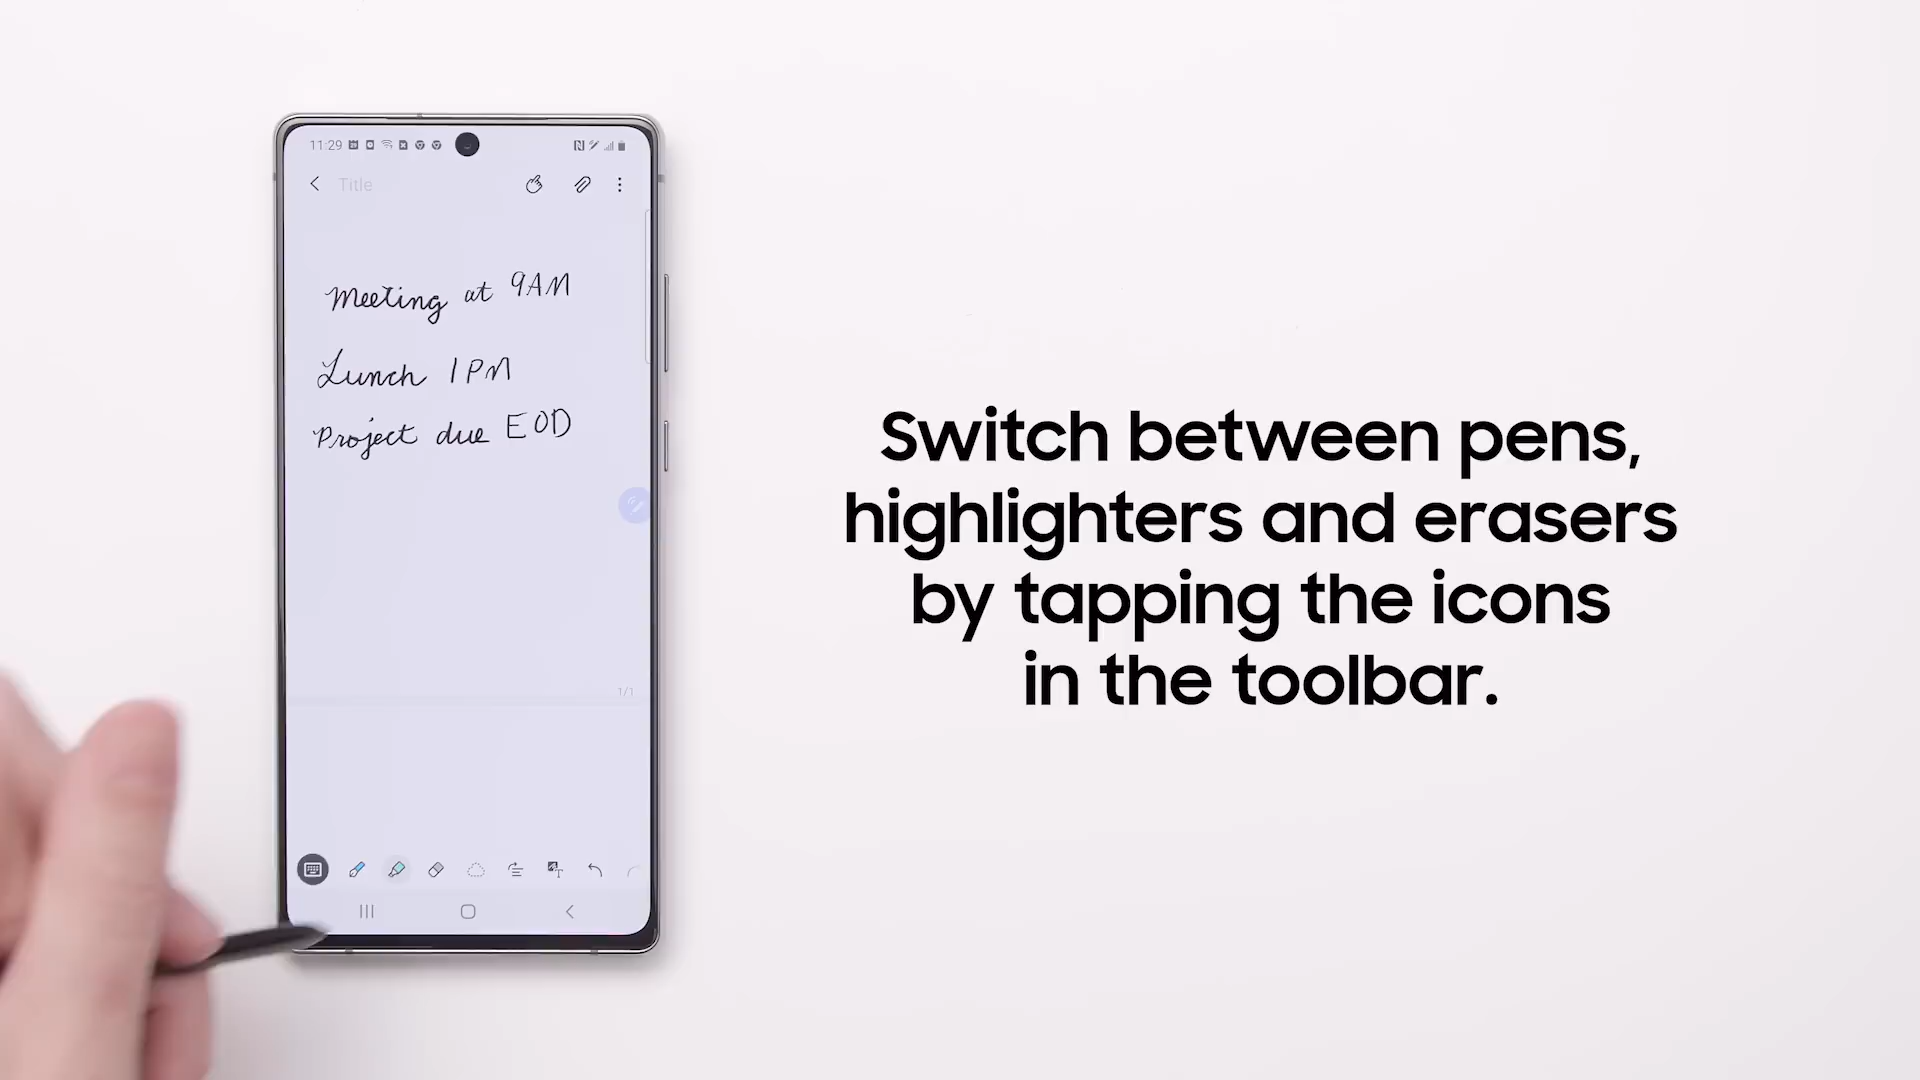 11:29
Title
Meeting at 9AM
Lunch 1PM
Project due EOD
1/1
Switch between pens,
highlighters and erasers
by tapping the icons
in the toolbar.